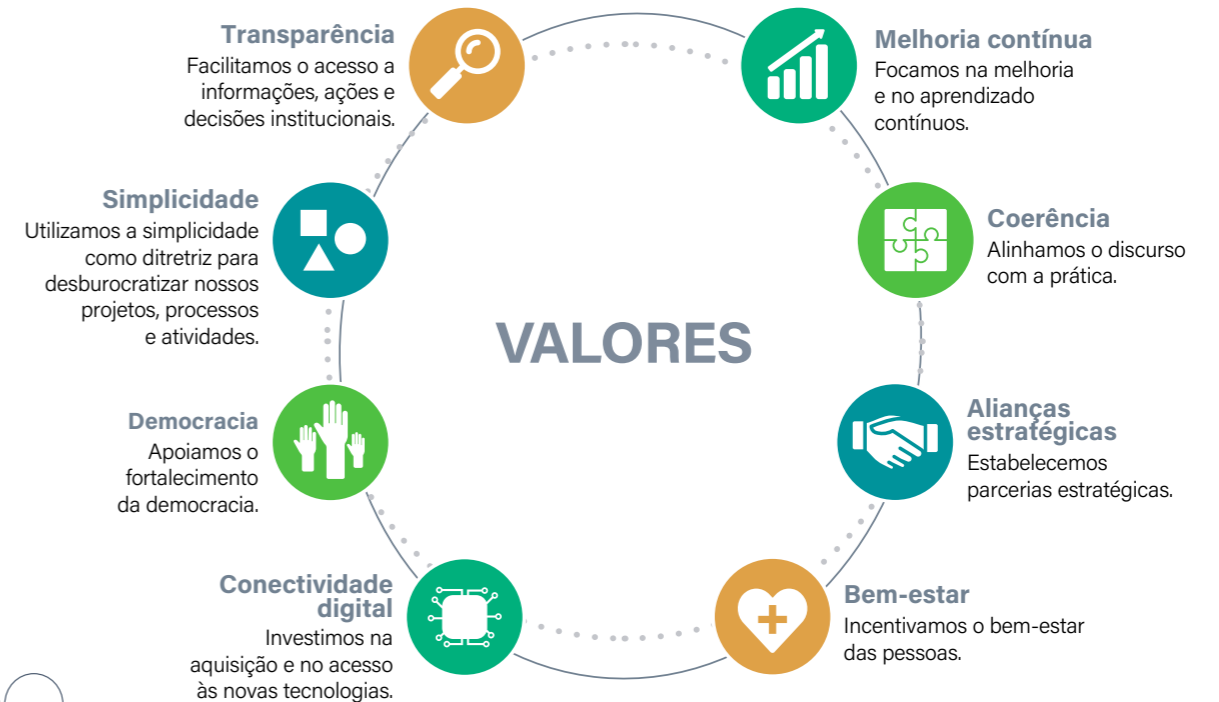 Transparência
Facilitamos o acesso a
informações, ações e
decisões institucionais.
Melhoria contínua
Focamos na melhoria
e no aprendizado
contínuos.
Simplicidade
Utilizamos a simplicidade
como ditretriz para
desburocratizar nossos
projetos, processos
e atividades.
Coerência
Alinhamos o discurso
com a prática.
VALORES
Democracia
Apoiamos o
fortalecimento
da democracia.
Alianças
estratégicas
Estabelecemos
parcerias estratégicas.
Conectividade
digital
Investimos na
aquisição e no acesso
às novas tecnologias.
Bem-estar
Incentivamos o bem-estar
das pessoas.